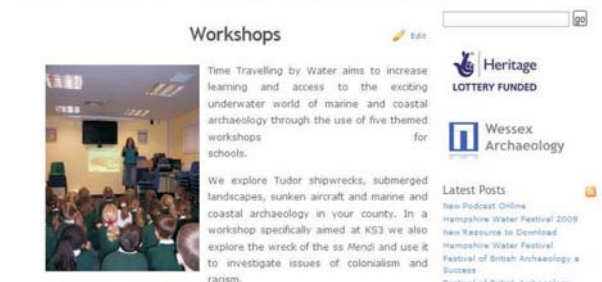 Workshops
Edit
Time Travelling by Water aims to increase
learning and access to the exciting
underwater world of marine and coastal
archaeology through the use of five themed
workshops for
schools.
We explore Tudor shipwrecks, submerged
landscapes, sunken aircraft and marine and
coastal archaeology in your county. In a
workshop specifically aimed at KS3 we also
explore the wreck of the ss Mendi and use it
to investigate issues of colonialism and
racism.
go
Heritage
LOTTERY FUNDED
Wessex
Archaeology
Latest Posts
New Podcast Online
Hampshire Water Festival 2009
New Resource to Download
Hampshire Water Festival
Festival of British Archaeology a
Success
Festival of British Archaeology